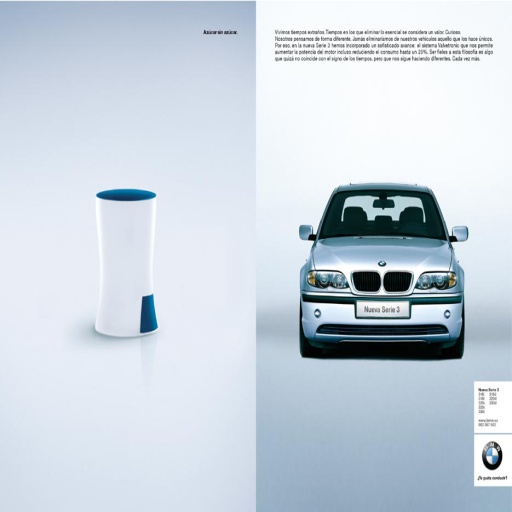 Azúcar sin azúcar.
Vivimos tiempos extraños. Tiempos en los que eliminar lo esencial se considera un valor. Curioso.
Nosotros pensamos de forma diferente. Jamás eliminaríamos de nuestros vehículos aquello que los hace únicos.
Por eso, en la nueva Serie 3 hemos incorporado un sofisticado avance: el sistema Valvetronic que nos permite
aumentar la potencia del motor incluso reduciendo el consumo hasta un 20%. Ser fieles a esta filosofía es algo
que quizá no coincide con el signo de los tiempos, pero que nos sigue haciendo diferentes. Cada vez más.
Nueva Serie 3
Nueva Serie 3
BMW
¿Te gusta conducir?